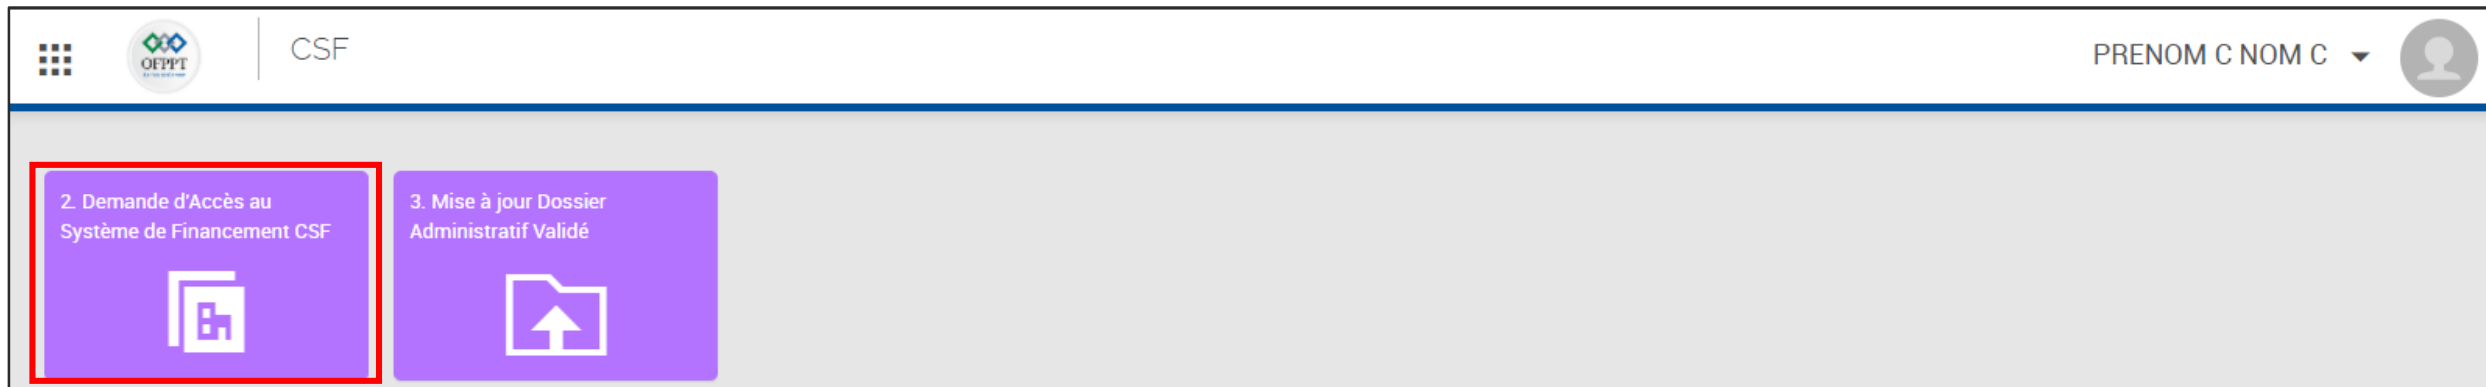 OFPPT
CSF
PRENOM C NOM C
2. Demande d'Accès au
Système de Financement CSF
3. Mise à jour Dossier
Administratif Validé